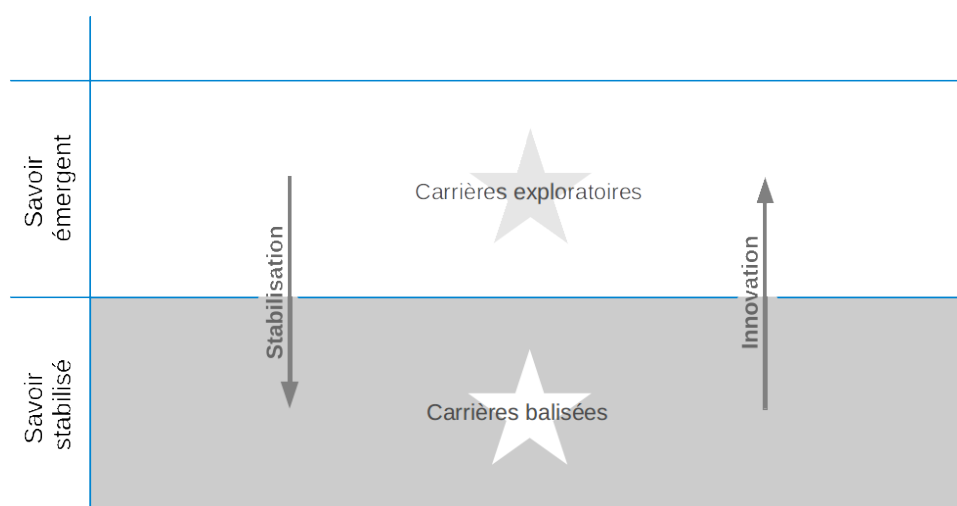 Savoir
émergent
Carrières exploratoires
Stabilisation
Innovation
Savoir
stabilisé
Carrières balisées